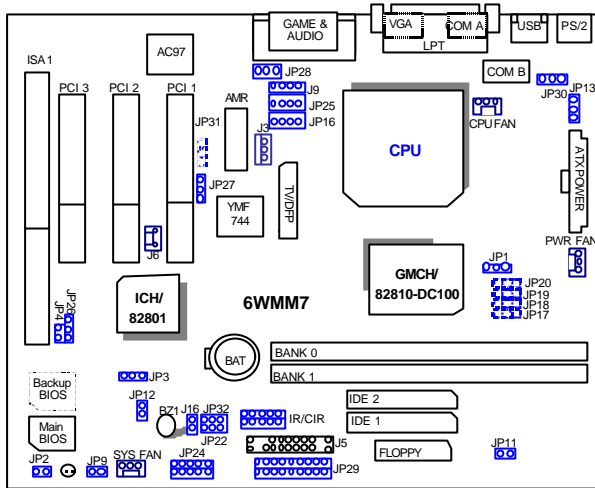 GAME &
AUDIO
VGA
COM A
LPT
USB
PS/2
ISA 1
AC97
JP28
COM B
JP30
JP13
PCI 3
PCI 2
PCI 1
AMR
J9
JP25
JP16
JP31
J3
CPU
CPU FAN
ATX POWER
JP27
YMF
744
TV/DFP
J6
PWR FAN
GMCH/
82810-DC100
JP1
ICH/
82801
6WMM7
JP20
JP19
JP18
JP17
JP4
JP26
BAT
BANK 0
BANK 1
Backup
BIOS
JP3
JP12
BZ1
J16
JP32
JP22
IR/CIR
IDE 2
IDE 1
Main
BIOS
J5
FLOPPY
JP11
JP2
JP9
SYS FAN
JP24
JP29